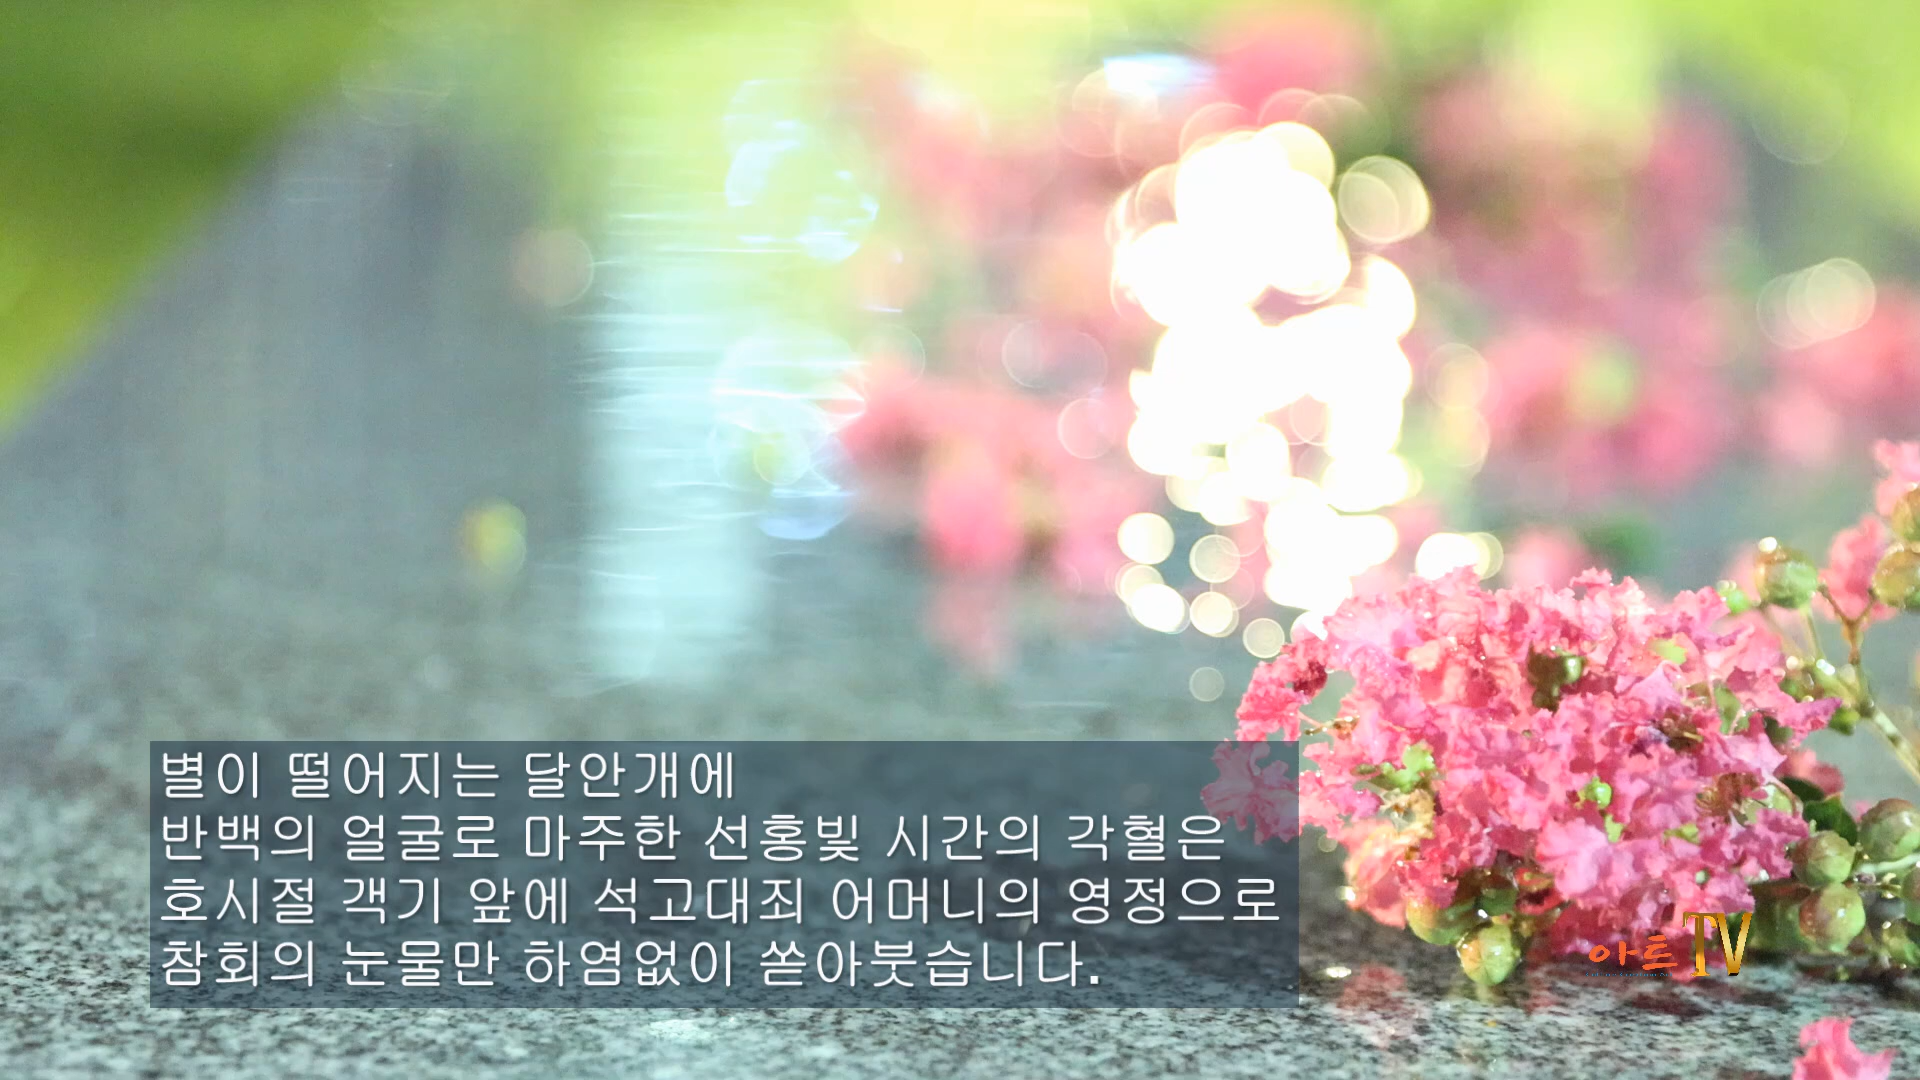 별이 떨어지는 달안개에
반백의 얼굴로 마주한 선홍빛 시간의 각혈은
호시절 객기 앞에 석고대죄 어머니의 영정으로
참회의 눈물만 하염없이 쏟아붓습니다.
아트TV